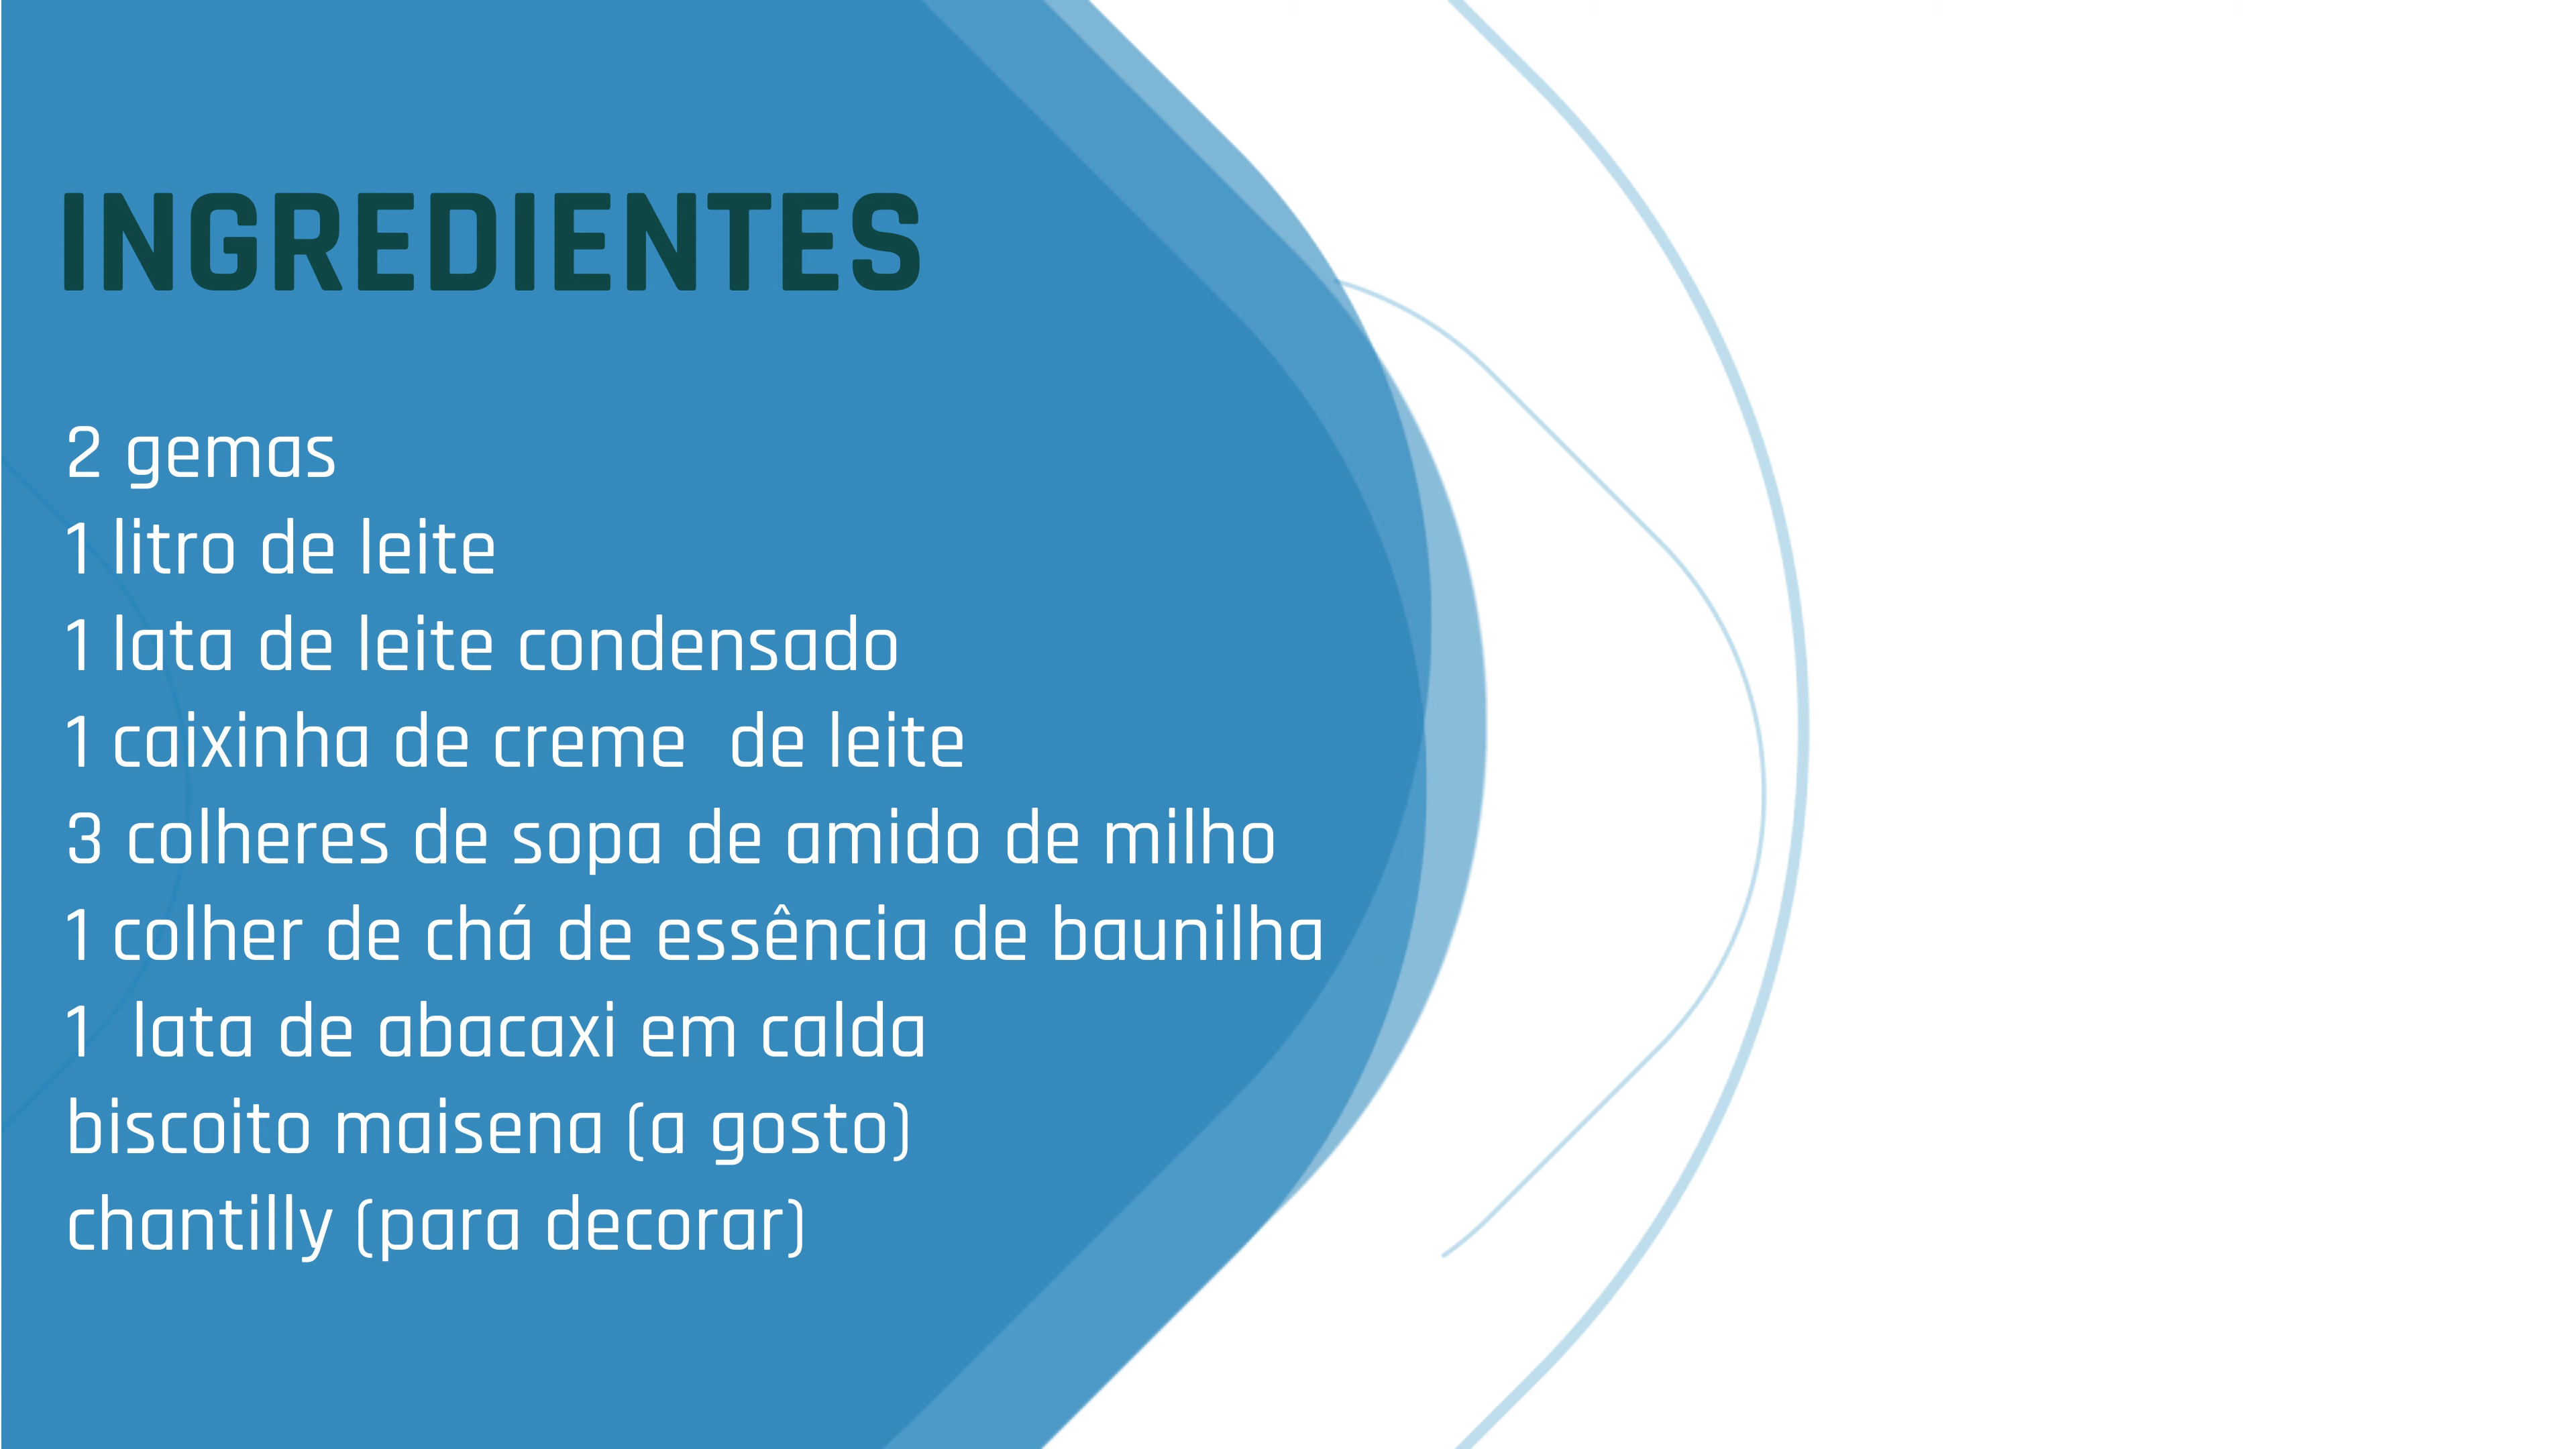 INGREDIENTES
2 gemas
1 litro de leite
1 lata de leite condensado
1 caixinha de creme  de leite
3 colheres de sopa de amido de milho
1 colher de chá de essência de baunilha
1  lata de abacaxi em calda
biscoito maisena (a gosto)
chantilly (para decorar)